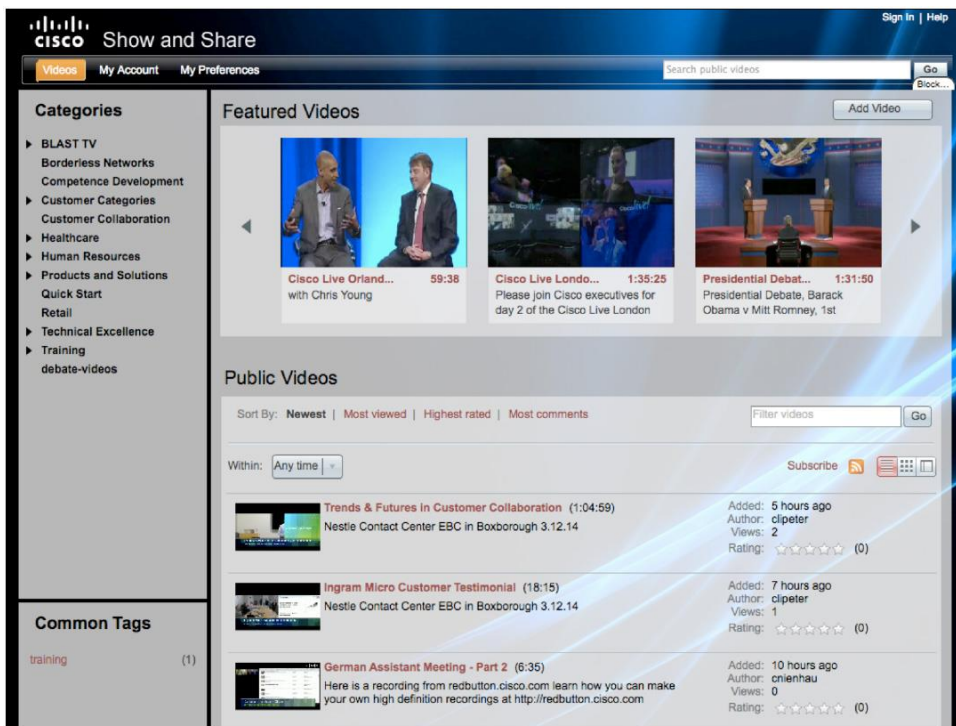 Sign In | Help
CISCO Show and Share
Videos My Account My Preferences
Search public videos
Go
Block...
Categories
BLAST TV
Borderless Networks
Competence Development
Customer Categories
Customer Collaboration
Healthcare
Human Resources
Products and Solutions
Quick Start
Retail
Technical Excellence
Training
debate-videos
Common Tags
training (1)
Featured Videos
Add Video
Cisco Live Orland... 59:38
with Chris Young
Cisco Live Londo... 1:35:25
Please join Cisco executives for
day 2 of the Cisco Live London
Presidential Debat... 1:31:50
Presidential Debate, Barack
Obama v Mitt Romney, 1st
Public Videos
Sort By: Newest | Most viewed | Highest rated | Most comments
Filter videos
Go
Within: Any time
Subscribe
Trends & Futures in Customer Collaboration (1:04:59)
Nestle Contact Center EBC in Boxborough 3.12.14
Added: 5 hours ago
Author: clipeter
Views: 2
Rating: (0)
Ingram Micro Customer Testimonial (18:15)
Nestle Contact Center EBC in Boxborough 3.12.14
Added: 7 hours ago
Author: clipeter
Views: 1
Rating: (0)
German Assistant Meeting - Part 2 (6:35)
Here is a recording from redbutton.cisco.com learn how you can make
your own high definition recordings at http://redbutton.cisco.com
Added: 10 hours ago
Author: cnienhau
Views: 0
Rating: (0)